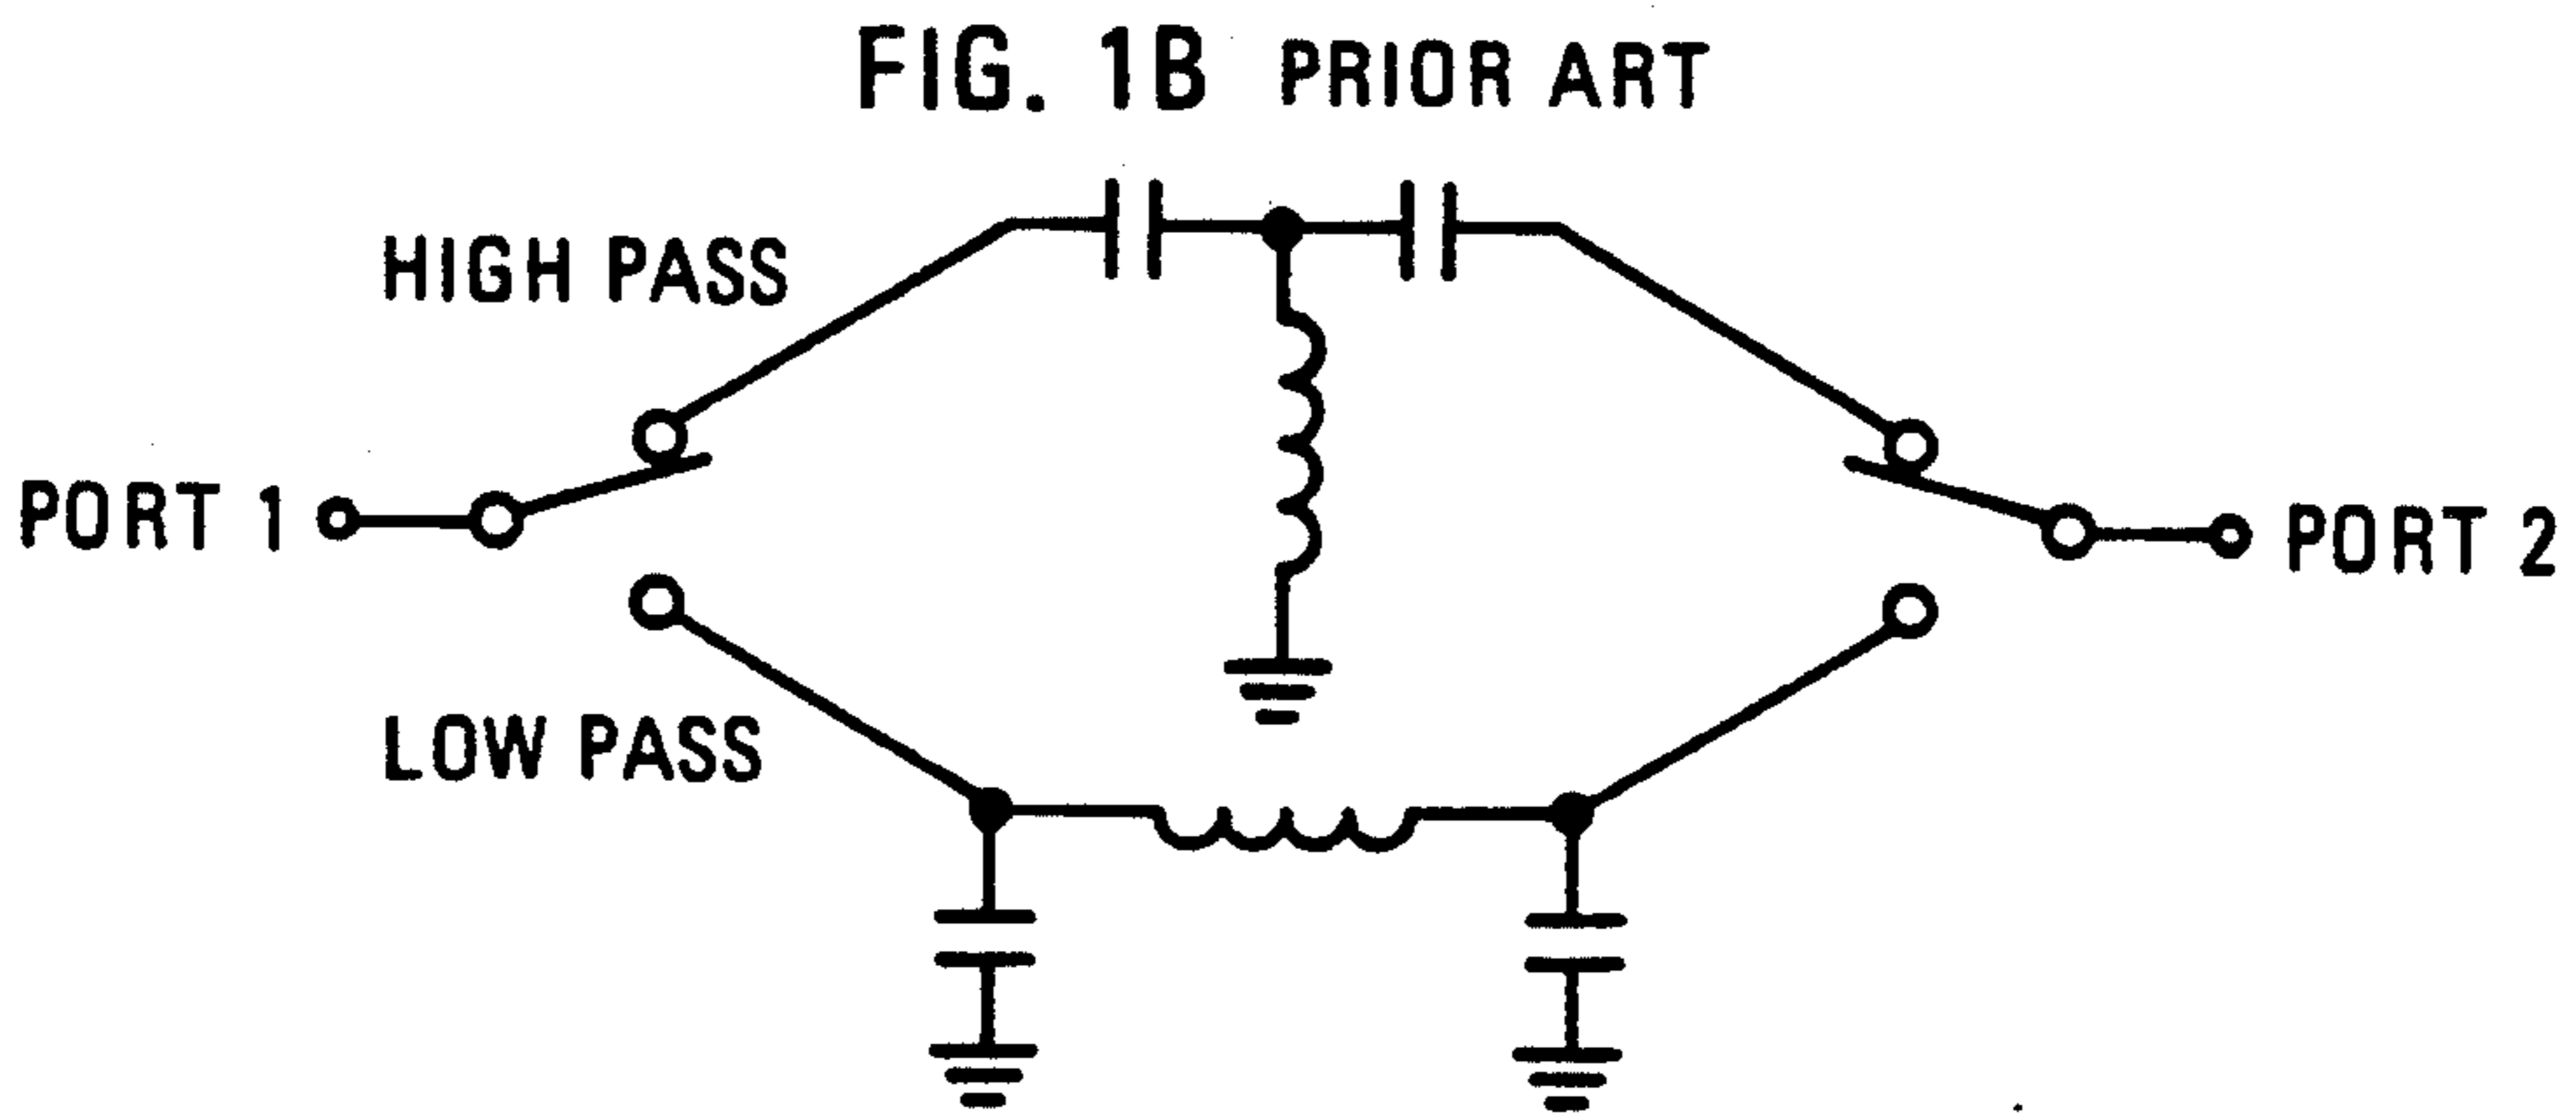 FIG. 1B PRIOR ART
HIGH PASS
PORT 1
PORT 2
LOW PASS